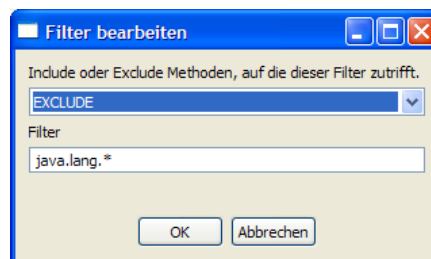 Filter bearbeiten
Include oder Exclude Methoden, auf die dieser Filter zutrifft.
EXCLUDE
Filter
java.lang.*
OK Abbrechen